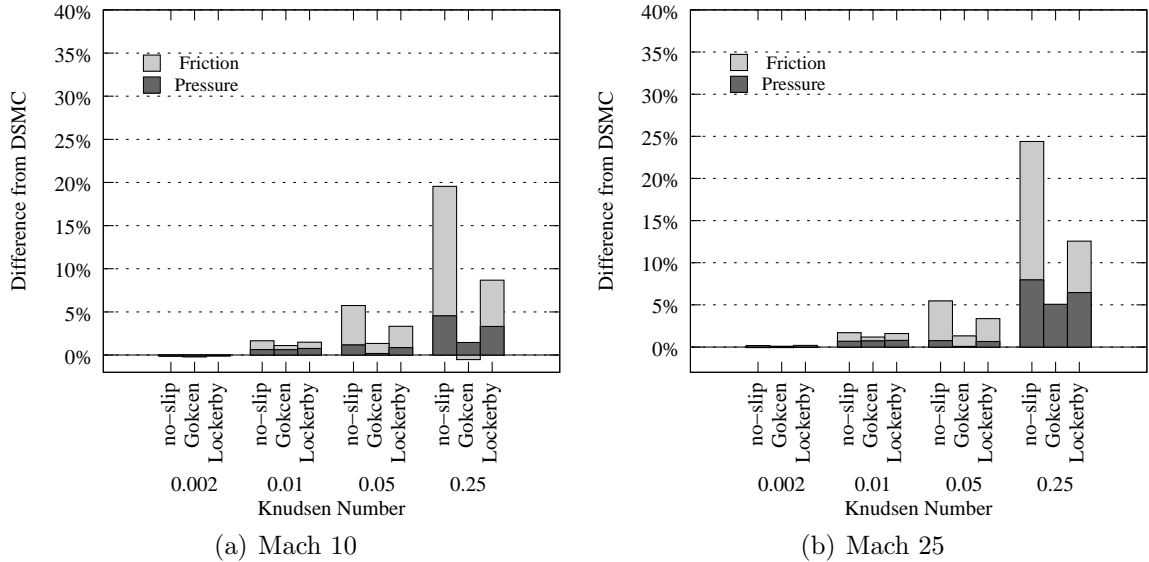 40%
35%
30%
25%
20%
15%
10%
5%
0%
Difference from DSMC
Friction
Pressure
no−slip
Gokcen
Lockerby
no−slip
Gokcen
Lockerby
no−slip
Gokcen
Lockerby
no−slip
Gokcen
Lockerby
0.002 0.01 0.05 0.25
Knudsen Number
(a) Mach 10
40%
35%
30%
25%
20%
15%
10%
5%
0%
Difference from DSMC
Friction
Pressure
no−slip
Gokcen
Lockerby
no−slip
Gokcen
Lockerby
no−slip
Gokcen
Lockerby
no−slip
Gokcen
Lockerby
0.002 0.01 0.05 0.25
Knudsen Number
(b) Mach 25